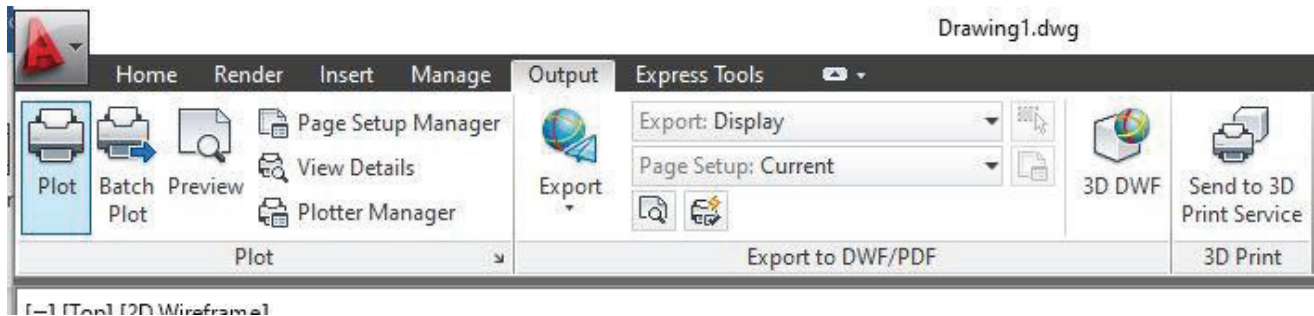 Drawing1.dwg
Home Render Insert Manage Output Express Tools
Plot
Batch Plot
Preview
Page Setup Manager
View Details
Plotter Manager
Plot
Export
Export: Display
Page Setup: Current
3D DWF
Export to DWF/PDF
Send to 3D
Print Service
3D Print
[–] [Top] [2D Wireframe]